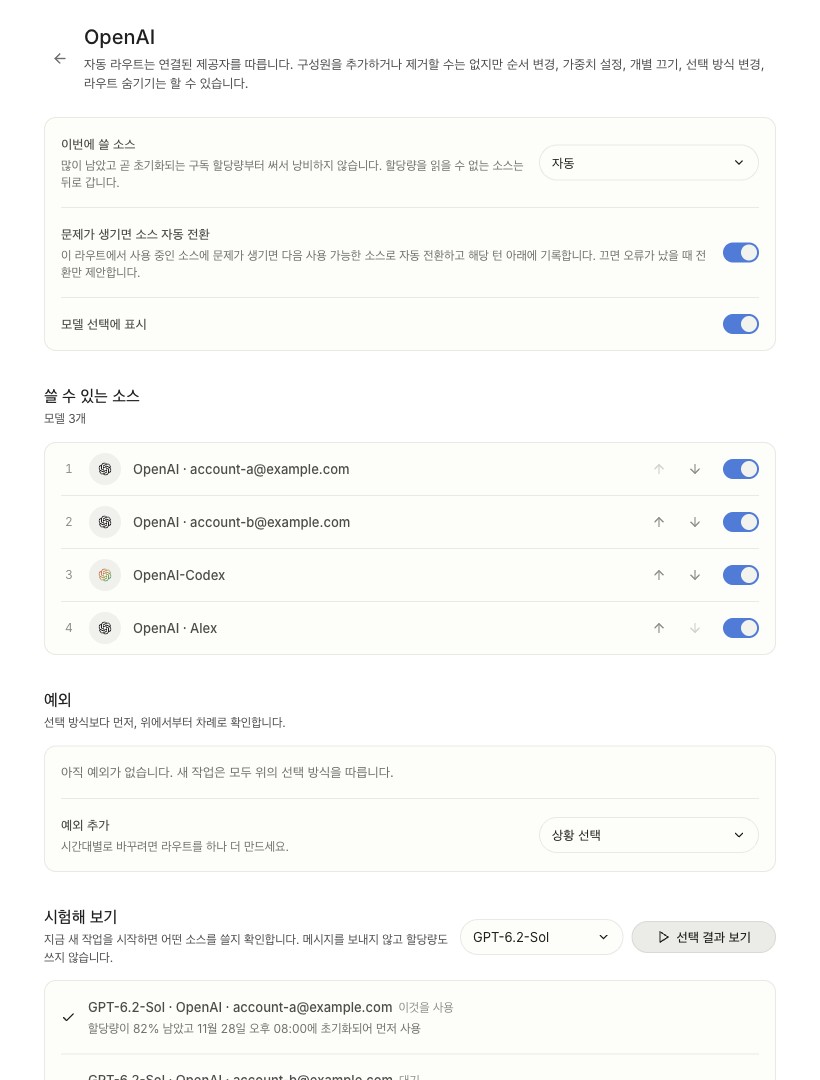 OpenAI
자동 라우트는 연결된 제공자를 따릅니다. 구성원을 추가하거나 제거할 수는 없지만 순서 변경, 가중치 설정, 개별 끄기, 선택 방식 변경,
라우트 숨기기는 할 수 있습니다.
이번에 쓸 소스
많이 남았고 곧 초기화되는 구독 할당량부터 써서 낭비하지 않습니다. 할당량을 읽을 수 없는 소스는
뒤로 갑니다.
자동
문제가 생기면 소스 자동 전환
이 라우트에서 사용 중인 소스에 문제가 생기면 다음 사용 가능한 소스로 자동 전환하고 해당 턴 아래에 기록합니다. 끄면 오류가 났을 때 전
환만 제안합니다.
모델 선택에 표시
쓸 수 있는 소스
모델 3개
1 OpenAI · account-a@example.com
2 OpenAI · account-b@example.com
3 OpenAI-Codex
4 OpenAI · Alex
예외
선택 방식보다 먼저, 위에서부터 차례로 확인합니다.
아직 예외가 없습니다. 새 작업은 모두 위의 선택 방식을 따릅니다.
예외 추가
시간대별로 바꾸려면 라우트를 하나 더 만드세요.
상황 선택
시험해 보기
지금 새 작업을 시작하면 어떤 소스를 쓸지 확인합니다. 메시지를 보내지 않고 할당량도
쓰지 않습니다.
GPT-6.2-Sol
선택 결과 보기
GPT-6.2-Sol · OpenAI · account-a@example.com 이것을 사용
할당량이 82% 남았고 11월 28일 오후 08:00에 초기화되어 먼저 사용
GPT-6.2-Sol · OpenAI · account-b@example.com 대기